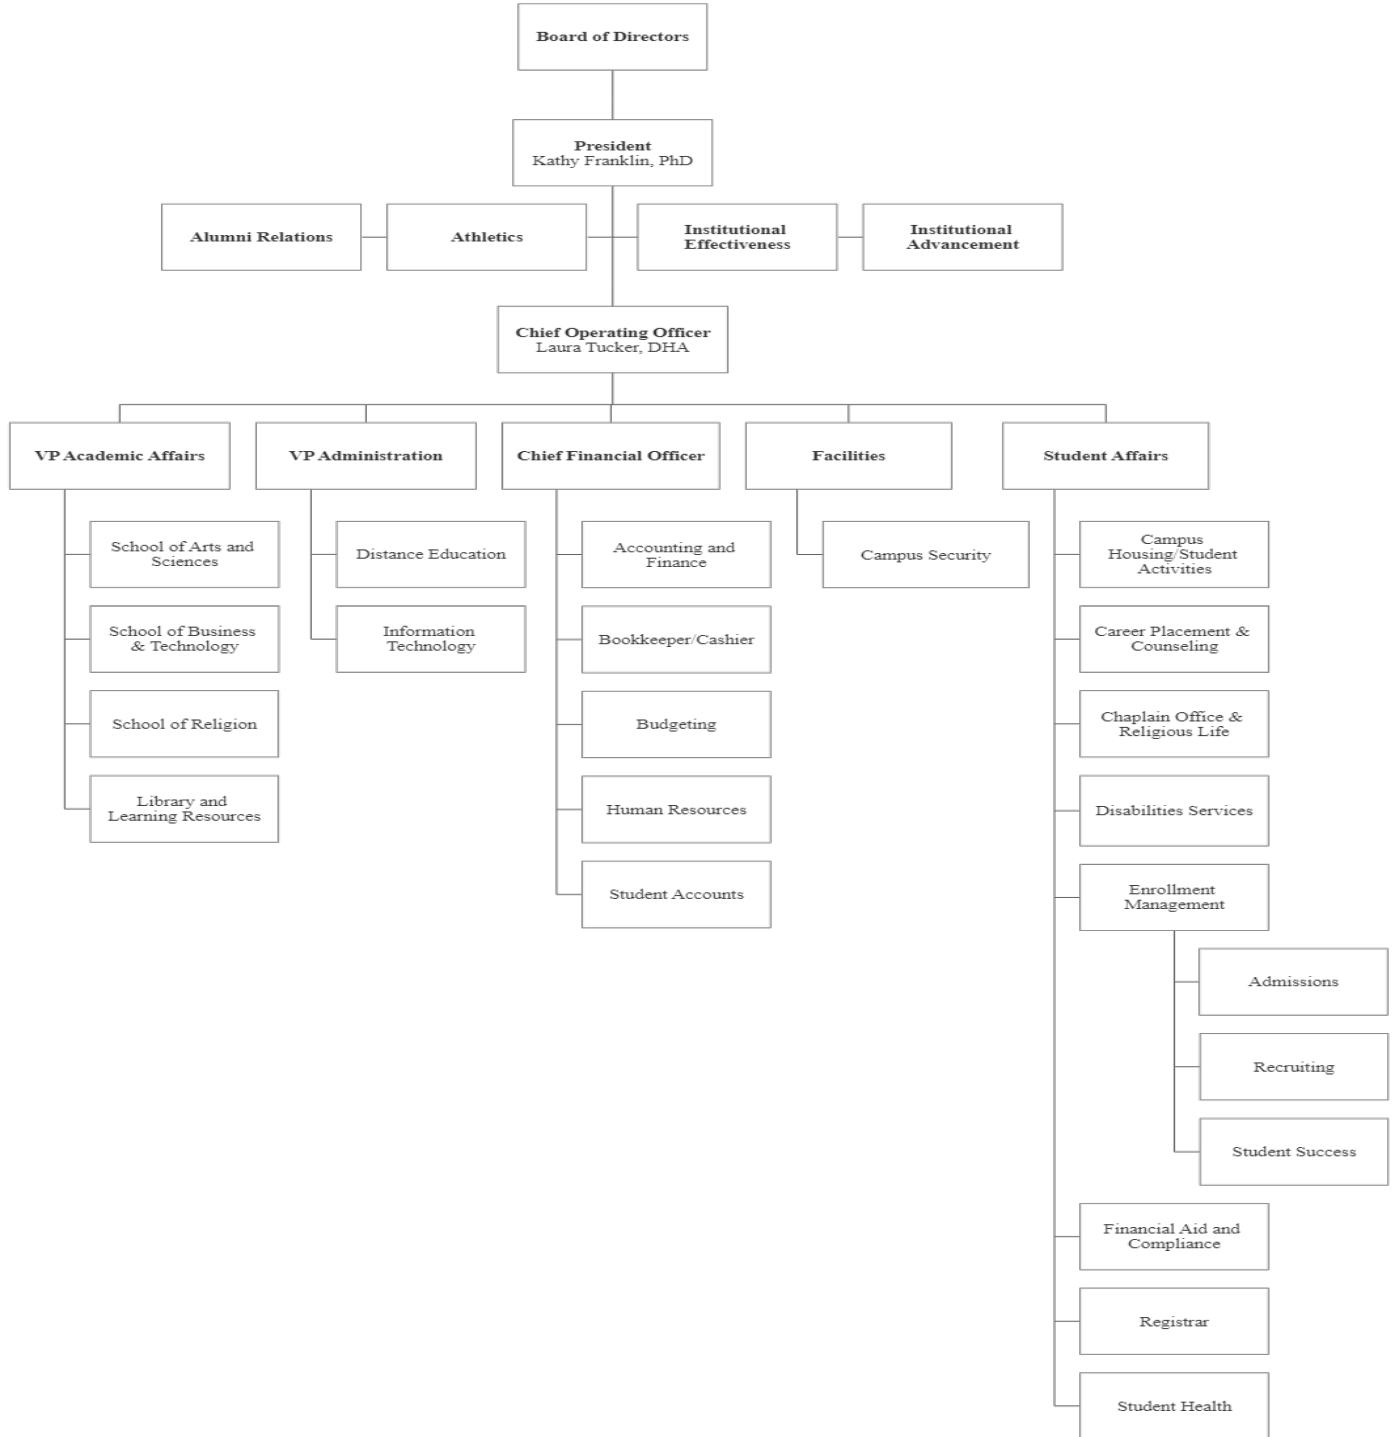 Board of Directors
President
Kathy Franklin, PhD
Alumni Relations
Athletics
Institutional
Effectiveness
Institutional
Advancement
Chief Operating Officer
Laura Tucker, DHA
VP Academic Affairs
VP Administration
Chief Financial Officer
Facilities
Student Affairs
School of Arts and
Sciences
School of Business
& Technology
School of Religion
Library and
Learning Resources
Distance Education
Information
Technology
Accounting and
Finance
Bookkeeper/Cashier
Budgeting
Human Resources
Student Accounts
Campus Security
Campus
Housing/Student
Activities
Career Placement &
Counseling
Chaplain Office &
Religious Life
Disabilities Services
Enrollment
Management
Admissions
Recruiting
Student Success
Financial Aid and
Compliance
Registrar
Student Health